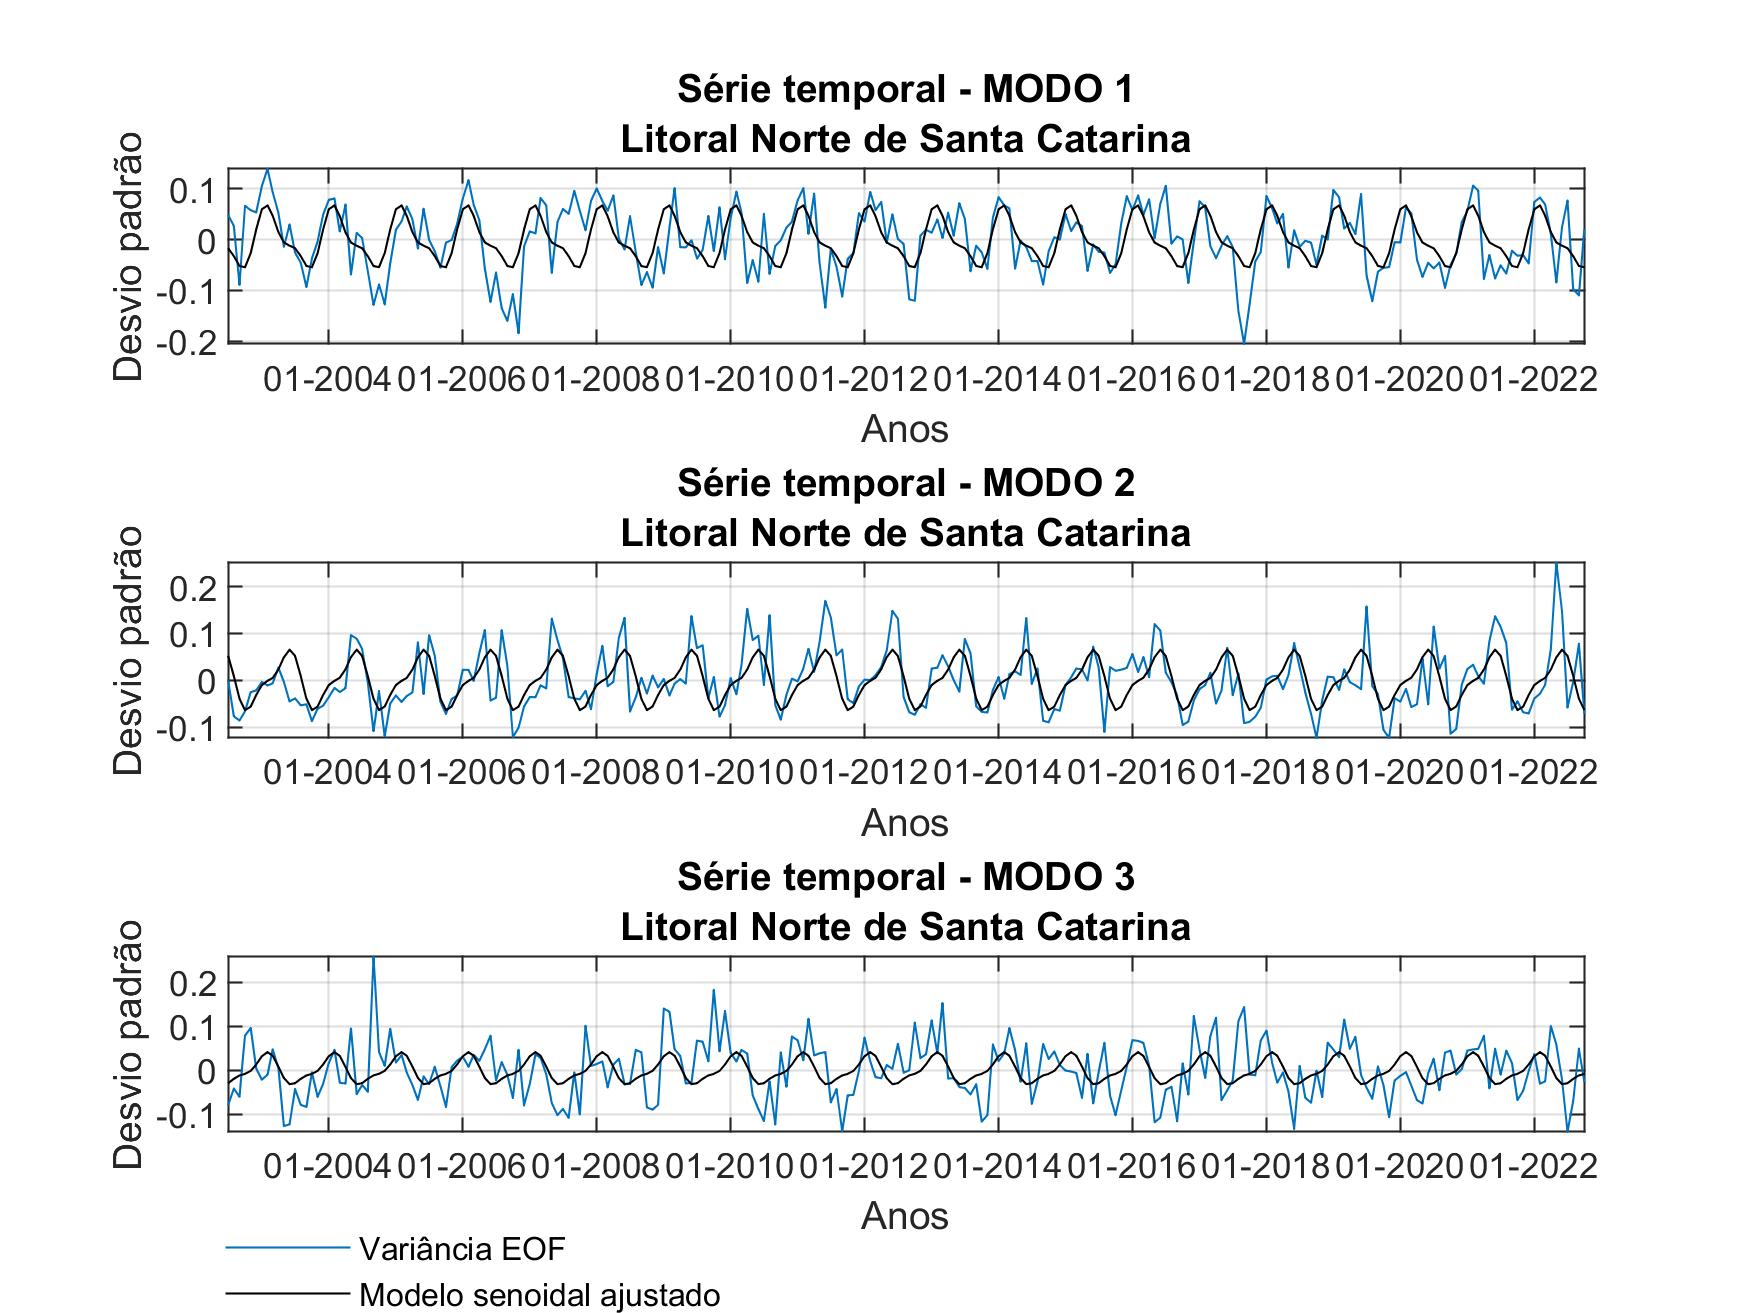 Série temporal - MODO 1
Litoral Norte de Santa Catarina
Desvio padrão
0.1
0
-0.1
-0.2
01-2004 01-2006 01-2008 01-2010 01-2012 01-2014 01-2016 01-2018 01-2020 01-2022
Anos
Série temporal - MODO 2
Litoral Norte de Santa Catarina
Desvio padrão
0.2
0.1
0
-0.1
01-2004 01-2006 01-2008 01-2010 01-2012 01-2014 01-2016 01-2018 01-2020 01-2022
Anos
Série temporal - MODO 3
Litoral Norte de Santa Catarina
Desvio padrão
0.2
0.1
0
-0.1
01-2004 01-2006 01-2008 01-2010 01-2012 01-2014 01-2016 01-2018 01-2020 01-2022
Anos
Variância EOF
Modelo senoidal ajustado